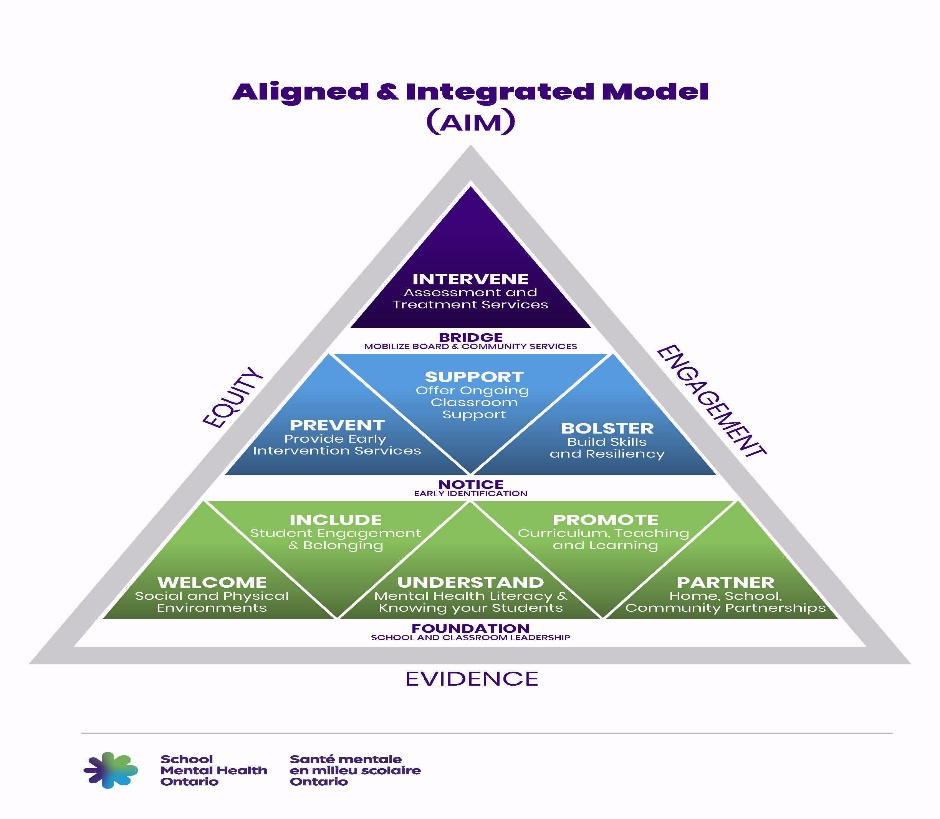 Aligned & Integrated Model
(AIM)
INTERVENE
Assessment and
Treatment Services
BRIDGE
MOBILIZE BOARD & COMMUNITY SERVICES
SUPPORT
Offer Ongoing
Classroom
Support
PREVENT
Provide Early
Intervention Services
BOLSTER
Build Skills
and Resiliency
EQUITY
ENGAGEMENT
NOTICE
EARLY IDENTIFICATION
INCLUDE
Student Engagement
& Belonging
PROMOTE
Curriculum, Teaching
and Learning
WELCOME
Social and Physical
Environments
UNDERSTAND
Mental Health Literacy &
Knowing your Students
PARTNER
Home, School,
Community Partnerships
FOUNDATION
SCHOOL AND CLASSROOM LEADERSHIP
EVIDENCE
School
Mental Health
Ontario
Santé mentale
en milieu scolaire
Ontario